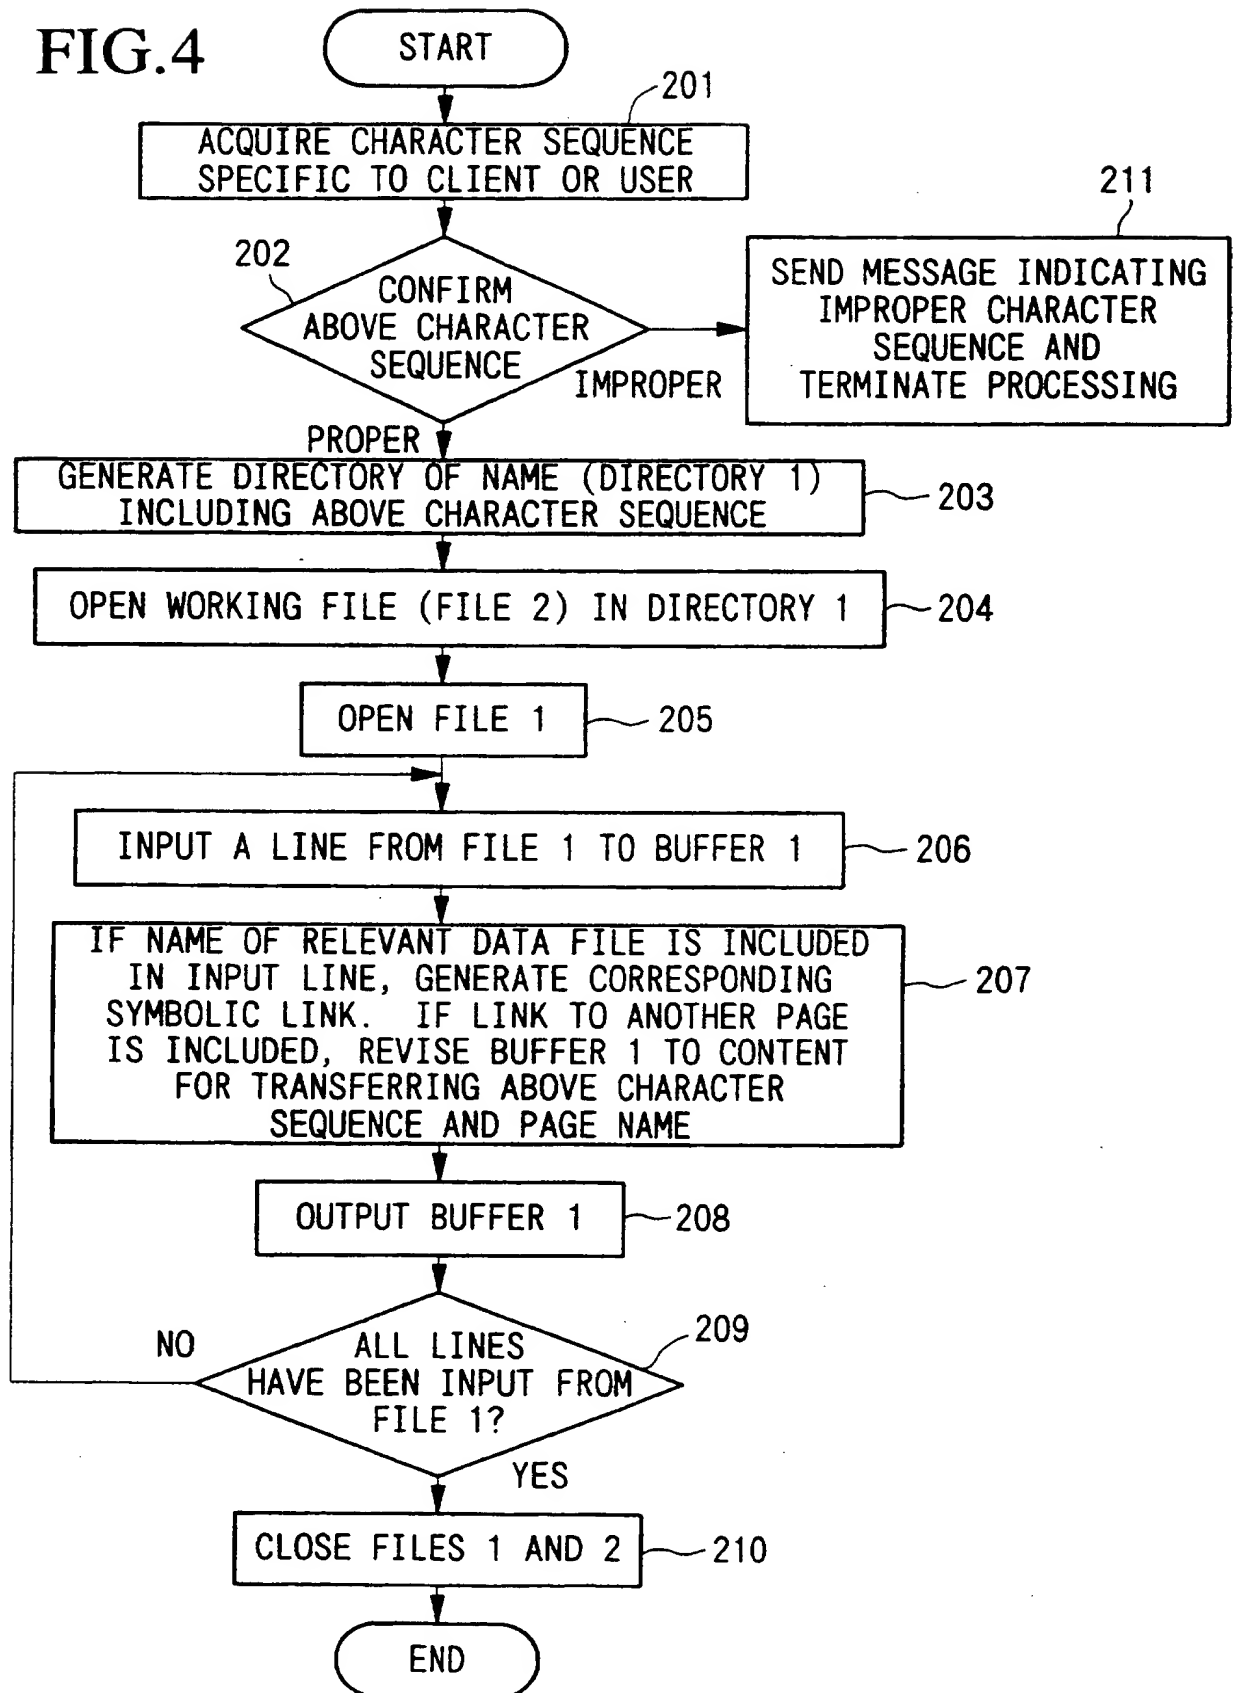 FIG.4
START
201
ACQUIRE CHARACTER SEQUENCE
SPECIFIC TO CLIENT OR USER
211
202
CONFIRM
ABOVE CHARACTER
SEQUENCE
SEND MESSAGE INDICATING
IMPROPER CHARACTER
SEQUENCE AND
TERMINATE PROCESSING
IMPROPER
PROPER
GENERATE DIRECTORY OF NAME (DIRECTORY 1)
INCLUDING ABOVE CHARACTER SEQUENCE
203
OPEN WORKING FILE (FILE 2) IN DIRECTORY 1
204
OPEN FILE 1
205
INPUT A LINE FROM FILE 1 TO BUFFER 1
206
IF NAME OF RELEVANT DATA FILE IS INCLUDED
IN INPUT LINE, GENERATE CORRESPONDING
SYMBOLIC LINK. IF LINK TO ANOTHER PAGE
IS INCLUDED, REVISE BUFFER 1 TO CONTENT
FOR TRANSFERRING ABOVE CHARACTER
SEQUENCE AND PAGE NAME
207
OUTPUT BUFFER 1
208
NO
ALL LINES
HAVE BEEN INPUT FROM
FILE 1?
209
YES
CLOSE FILES 1 AND 2
210
END